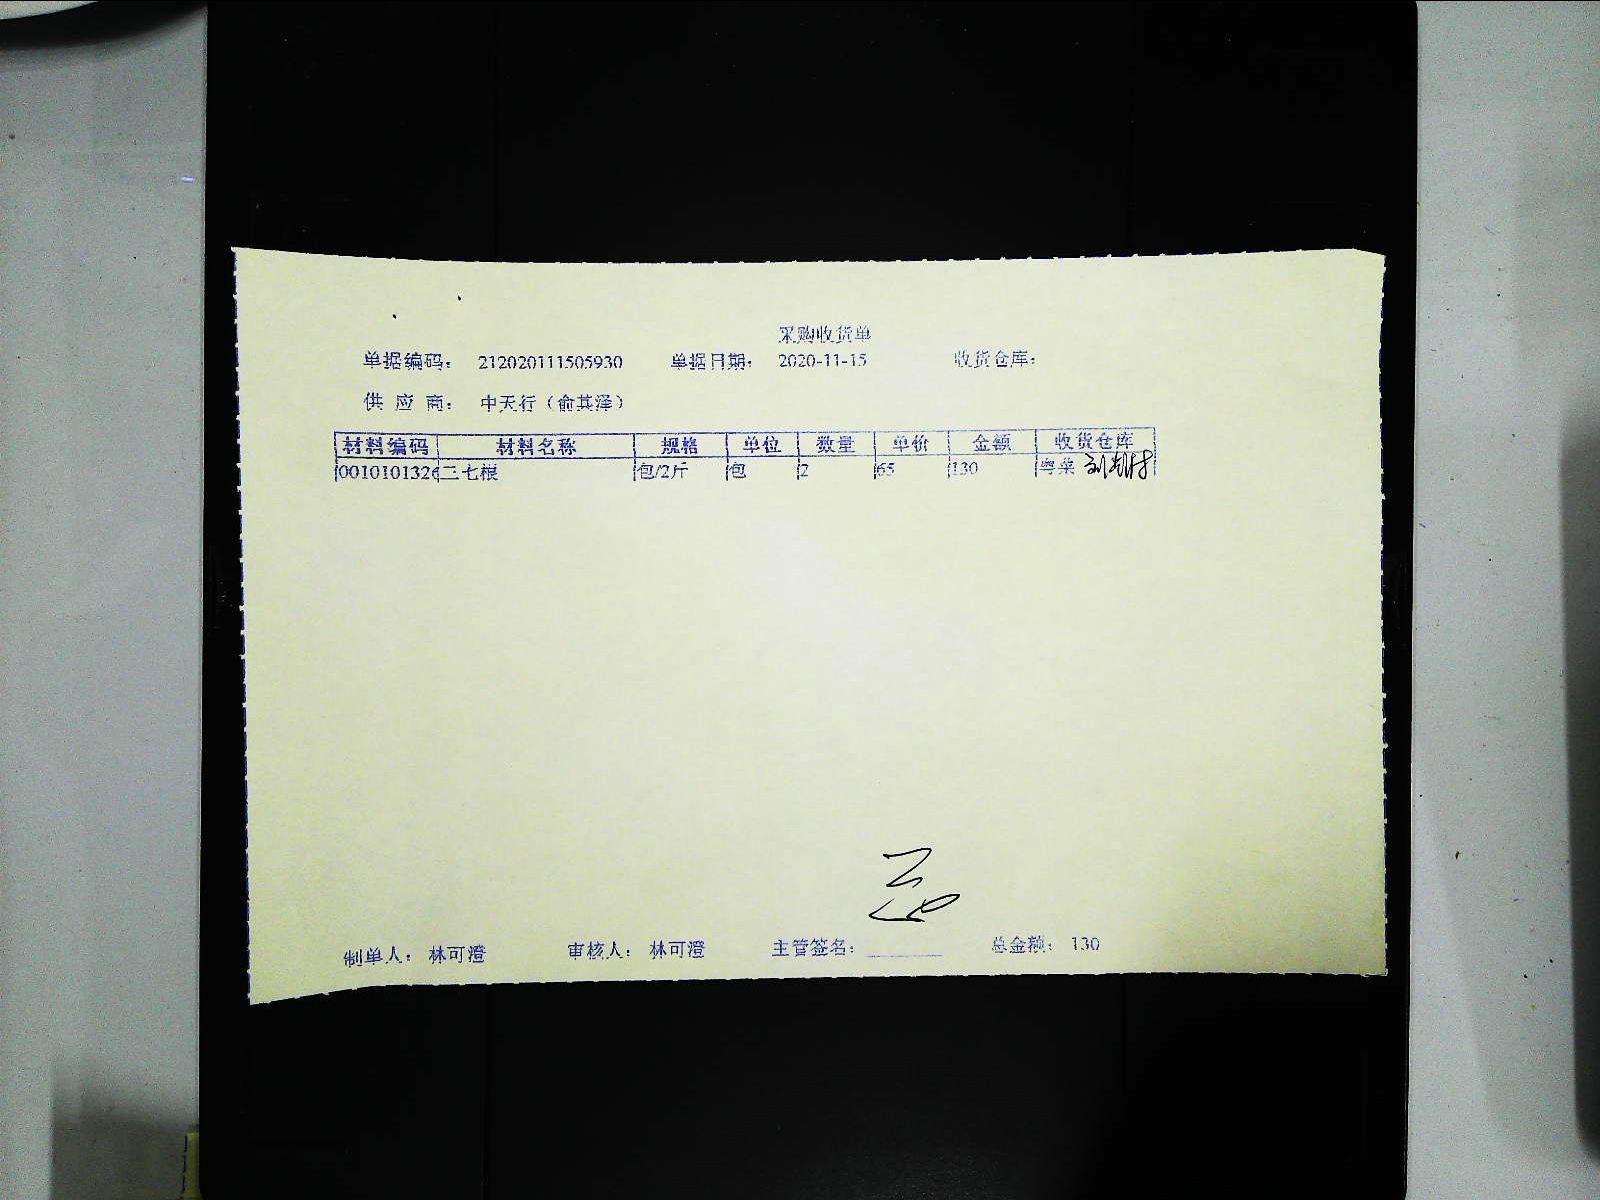 采购收货单
单据编码： 212020111505930 单据日期： 2020-11-15 收货仓库：
供 应 商： 中天行（俞其泽）
材料编码 材料名称 规格 单位 数量 单价 金额 收货仓库
0010101326 三七根 包/2斤 包 2 65 130 粤菜
制单人： 林可澄 审核人： 林可澄 主管签名： 总金额： 130